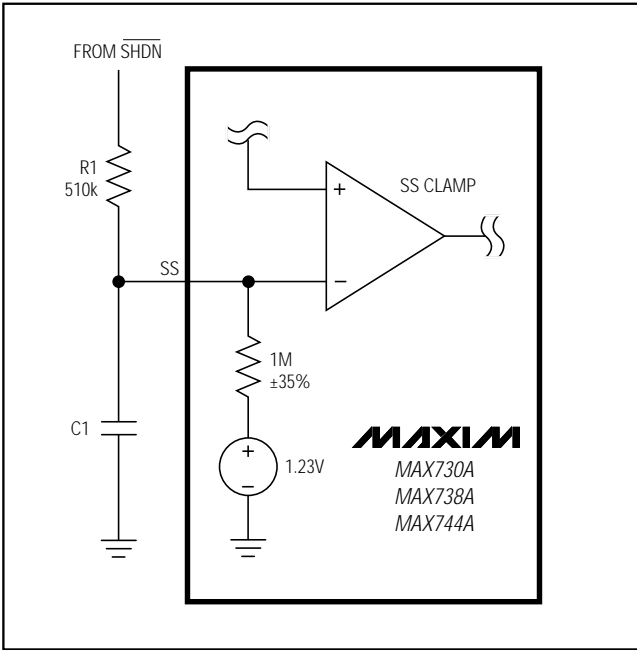 FROM SHDN
R1
510k
SS
+
SS CLAMP
−
1M
±35%
C1
+
−
1.23V
MAXIM
MAX730A
MAX738A
MAX744A